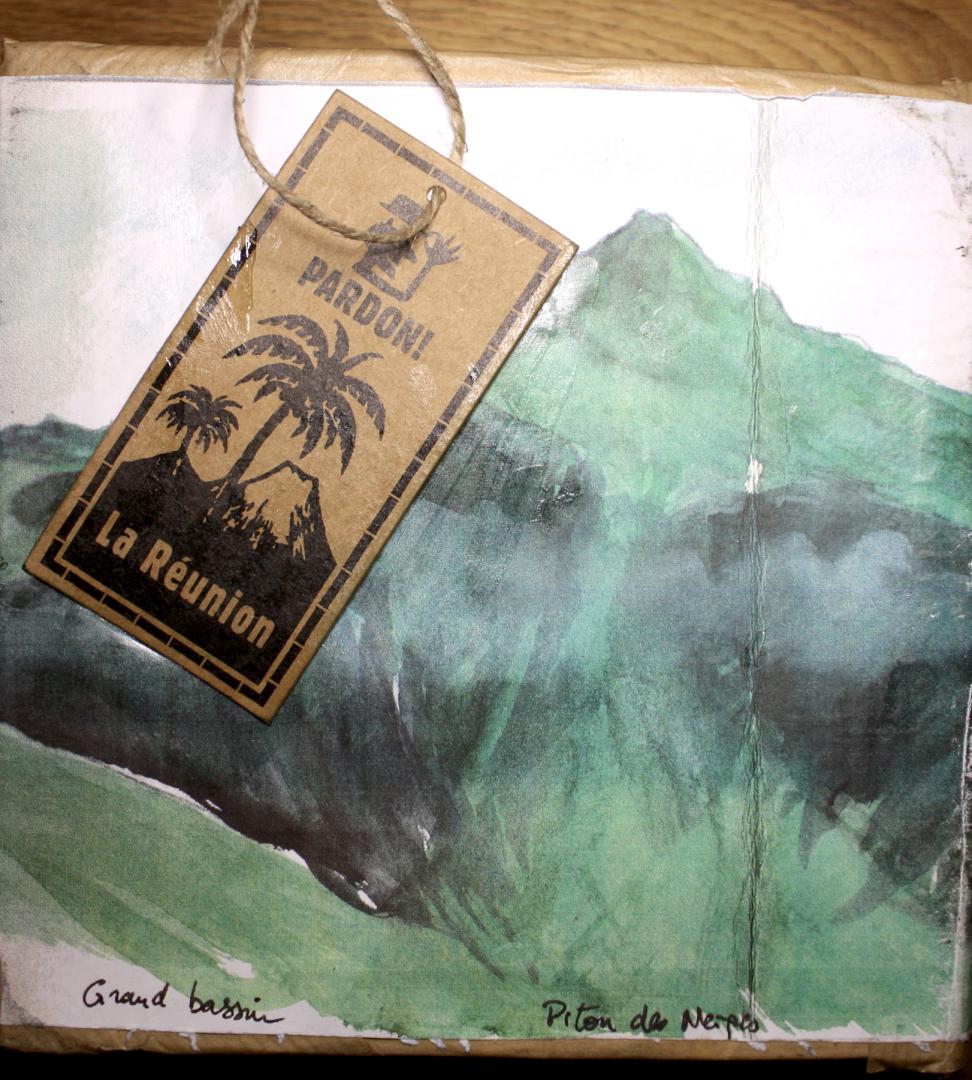 PARDON!
La Réunion
Grand bassin
Piton des Neiges